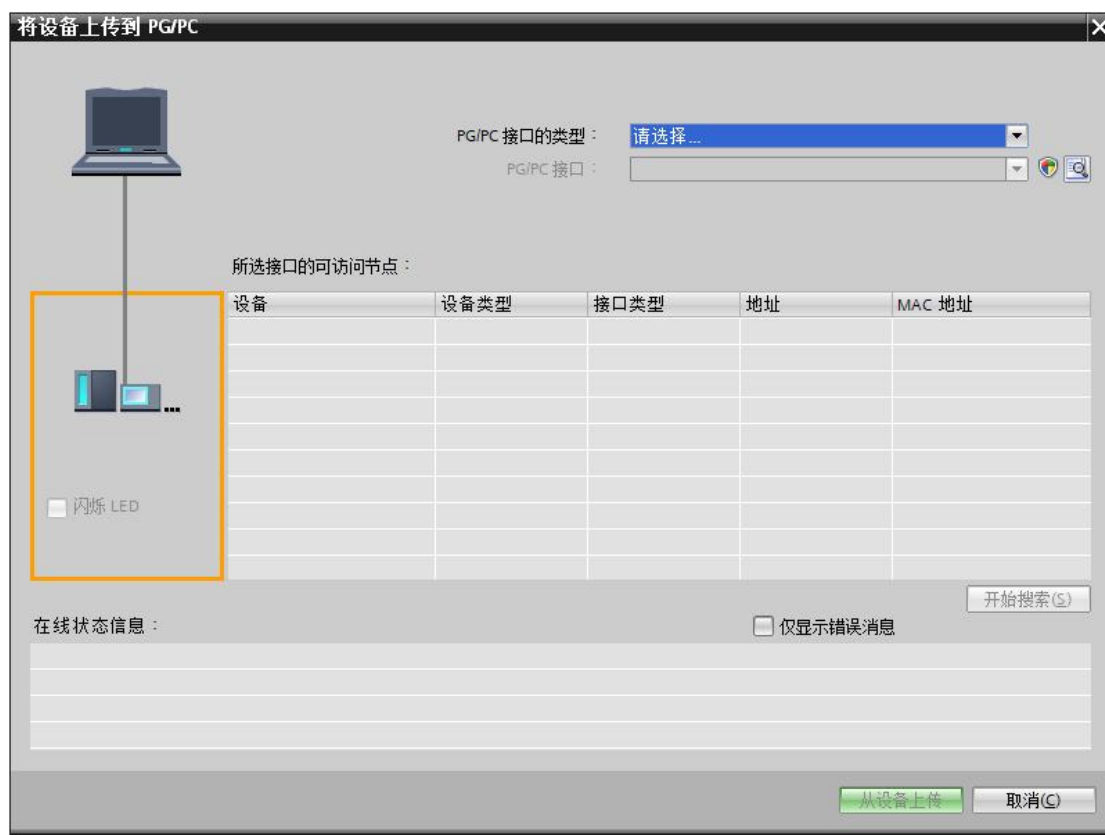 将设备上传到 PG/PC
PG/PC 接口的类型：
请选择...
PG/PC 接口：
所选接口的可访问节点：
设备 设备类型 接口类型 地址 MAC 地址
闪烁 LED
开始搜索(S)
在线状态信息：
仅显示错误消息
从设备上传
取消(C)